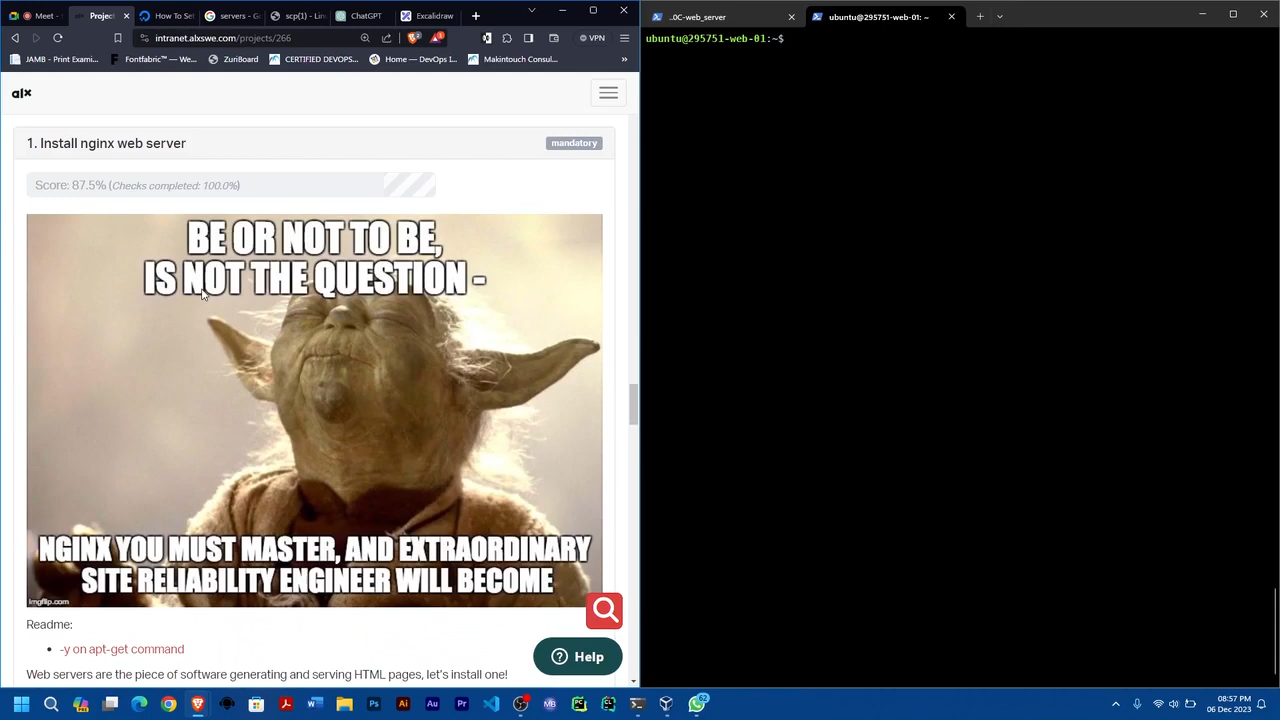 Meet -
Project
How To Set
servers - G
scp(1) - Lin
ChatGPT
Excalidraw
intranet.alxswe.com/projects/266
VPN
JAMB - Print Exami...
Fontfabric™ — We...
ZuriBoard
CERTIFIED DEVOPS...
Home — DevOps I...
Makintouch Consul...
alx
1. Install nginx web server
mandatory
Score: 87.5% (Checks completed: 100.0%)
BE OR NOT TO BE,
IS NOT THE QUESTION -
NGINX YOU MUST MASTER, AND EXTRAORDINARY
SITE RELIABILITY ENGINEER WILL BECOME
imgflip.com
Readme:
-y on apt-get command
Help
Web servers are the piece of software generating and serving HTML pages, let's install one!
..0C-web_server
ubuntu@295751-web-01: ~
ubuntu@295751-web-01:~$
62
08:57 PM
06 Dec 2023